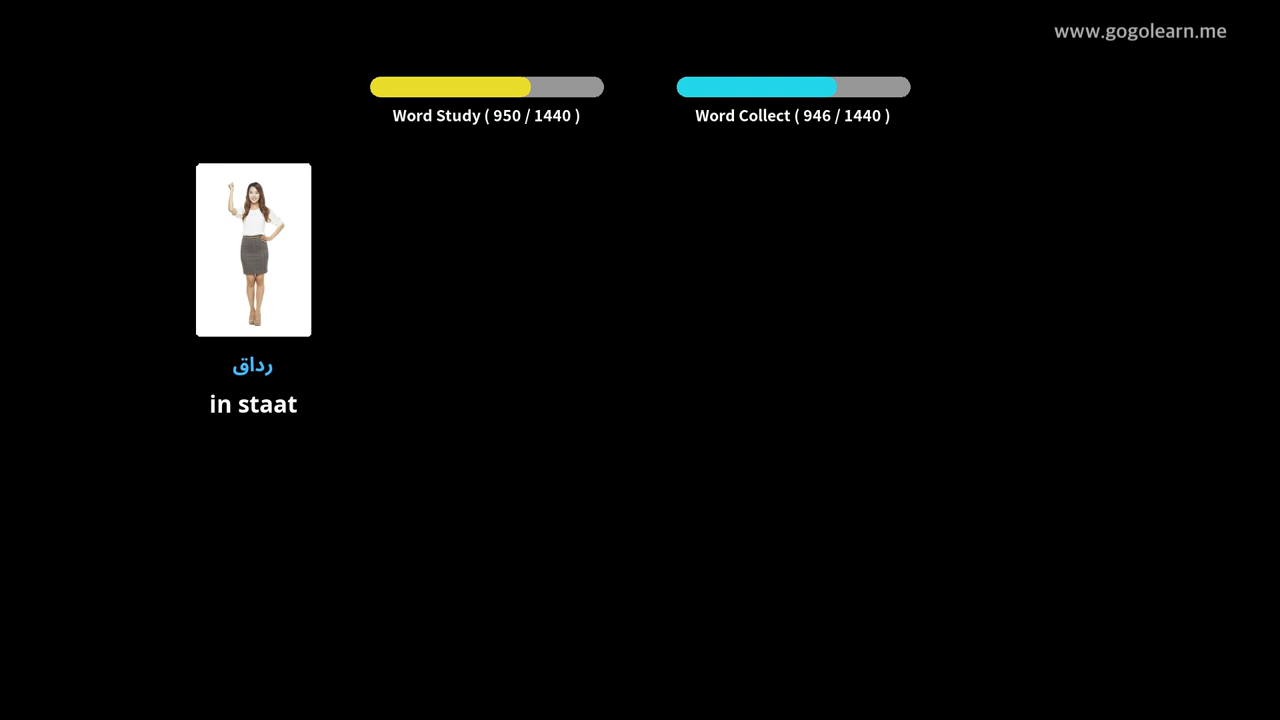 www.gogolearn.me
Word Study ( 950 / 1440 )
Word Collect ( 946 / 1440 )
رداق
in staat